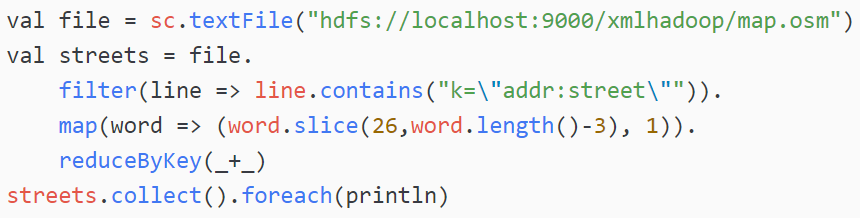 val file = sc.textFile("hdfs://localhost:9000/xmlhadoop/map.osm")
val streets = file.
    filter(line => line.contains("k=\"addr:street\"")).
    map(word => (word.slice(26,word.length()-3), 1)).
    reduceByKey(_+_)
streets.collect().foreach(println)